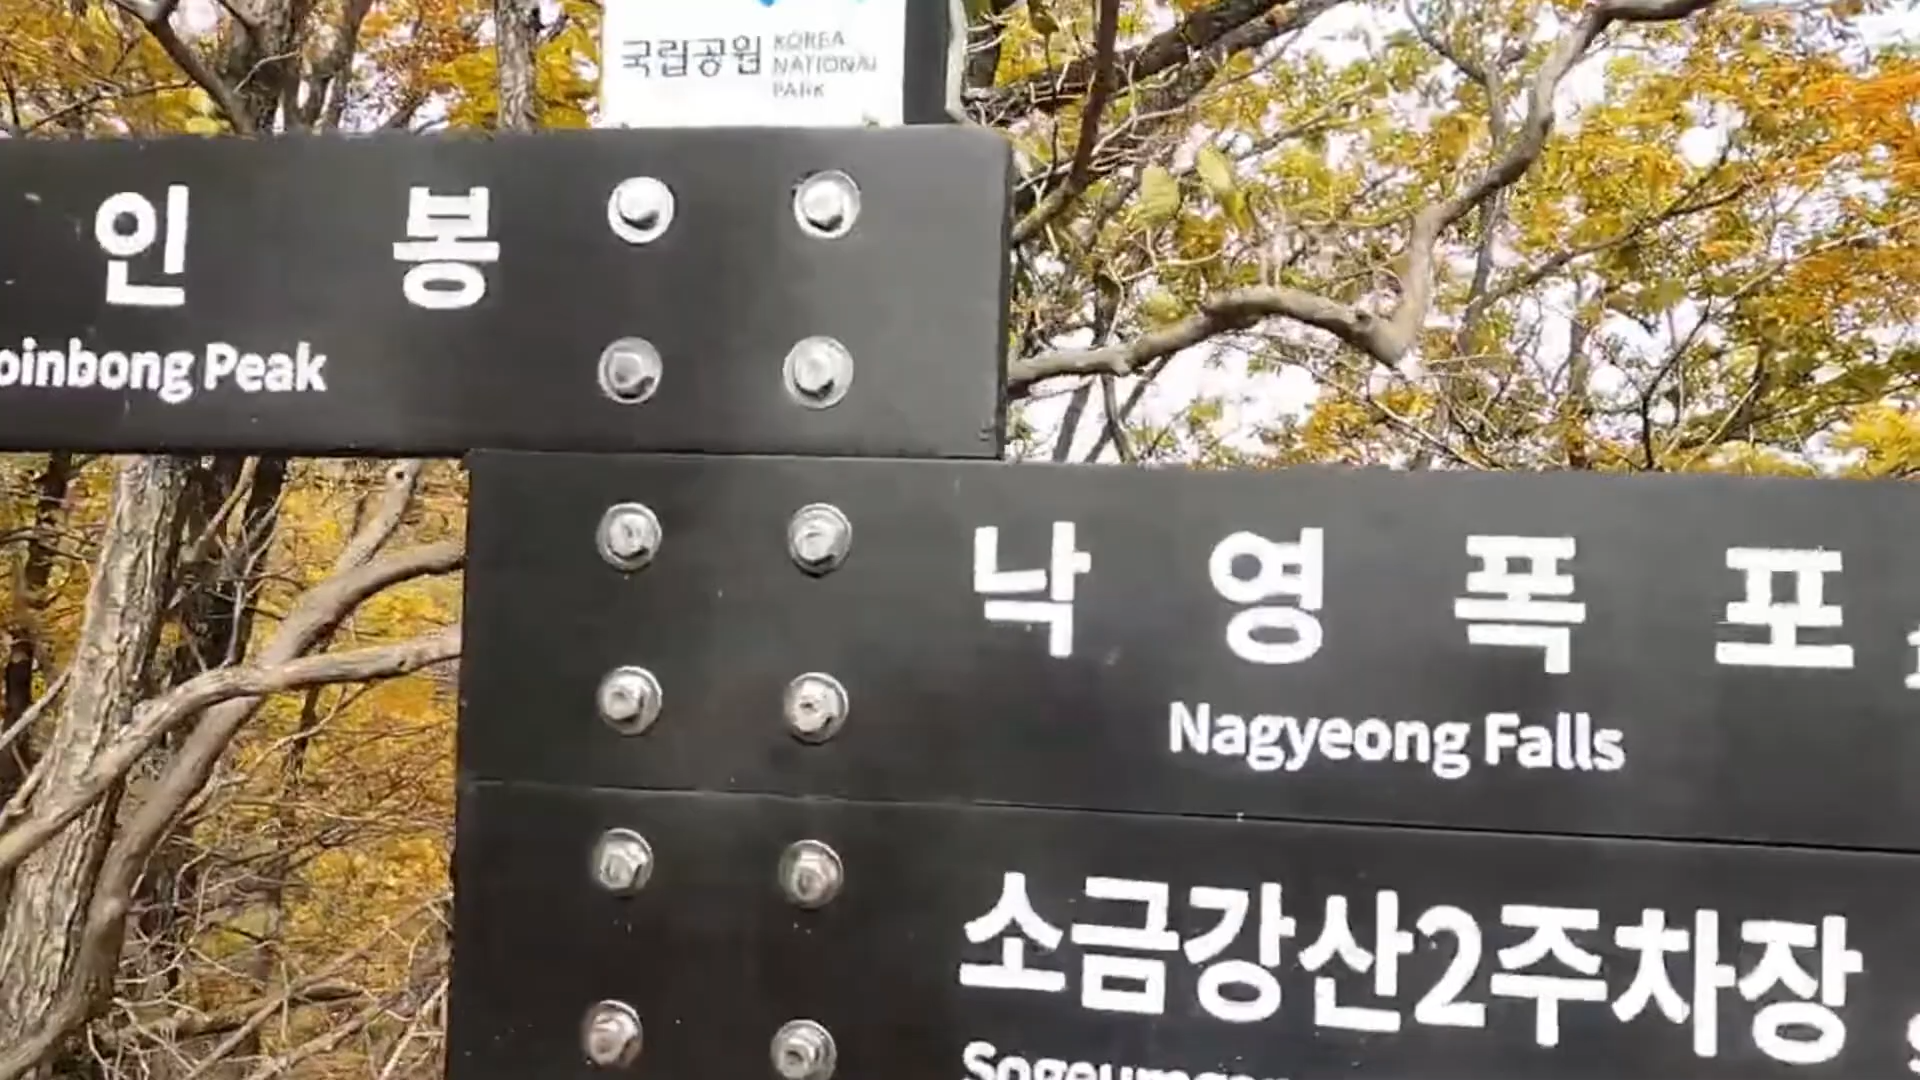 국립공원 KOREA
NATIONAL
PARK
인봉
oinbong Peak
낙영폭포
Nagyeong Falls
소금강산2주차장